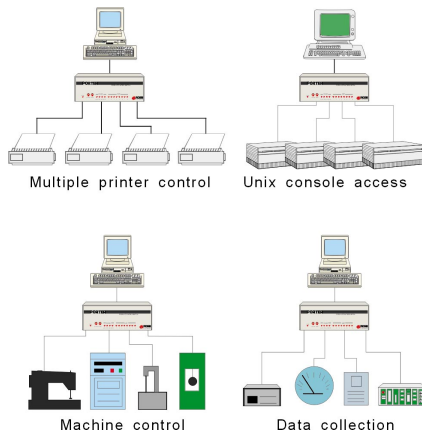 Multiple printer control
Unix console access
Machine control
Data collection